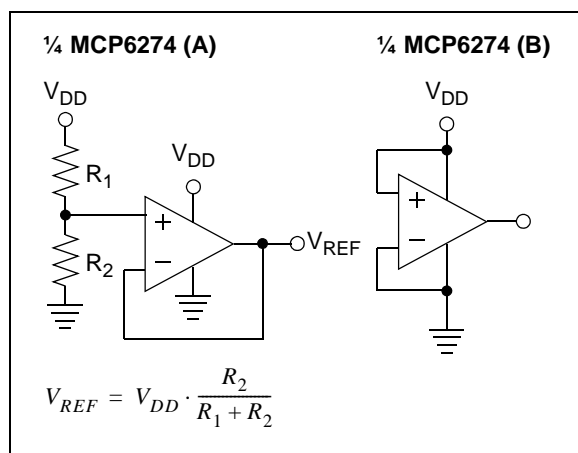 ¼ MCP6274 (A)
¼ MCP6274 (B)
V_DD
V_DD
V_DD
R_1
+
+
−
−
R_2
V_REF
V_REF = V_DD · R_2 / (R_1 + R_2)